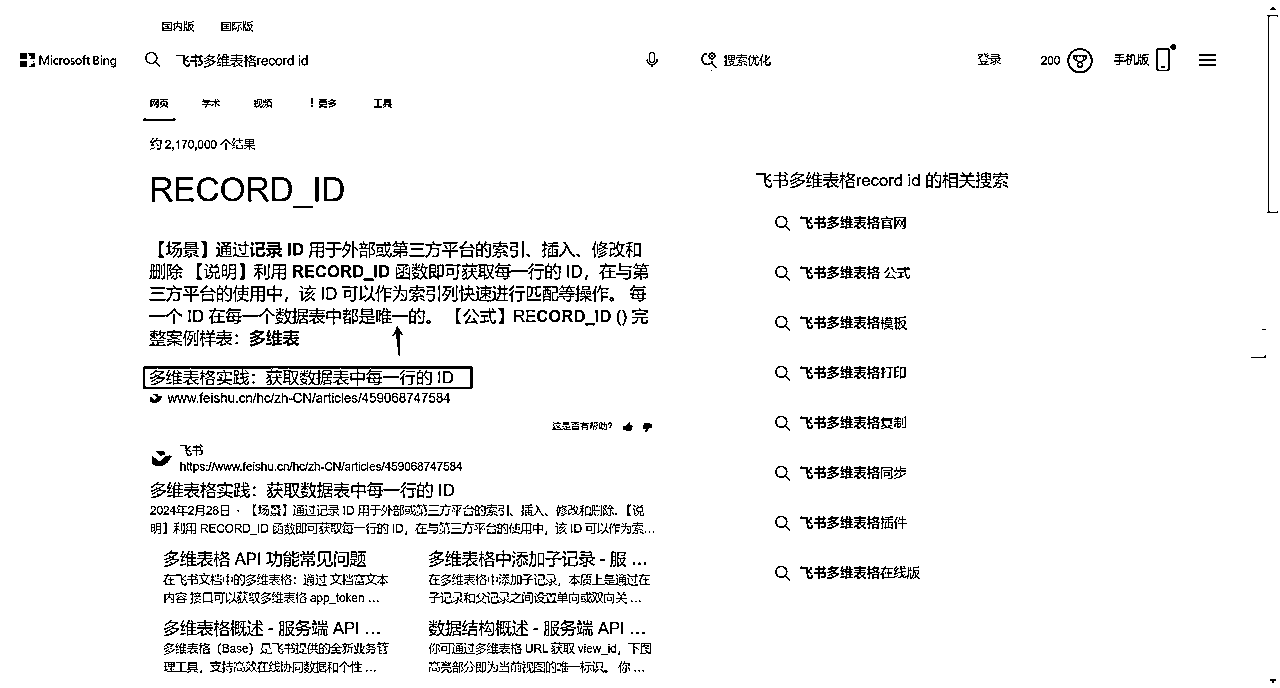 国内版 国际版
Microsoft Bing 飞书多维表格record id 搜索优化 登录 200 手机版
网页 学术 视频 更多 工具
约 2,170,000 个结果
RECORD_ID
【场景】通过记录 ID 用于外部或第三方平台的索引、插入、修改和
删除 【说明】利用 RECORD_ID 函数即可获取每一行的 ID，在与第
三方平台的使用中，该 ID 可以作为索引列快速进行匹配等操作。 每
一个 ID 在每一个数据表中都是唯一的。 【公式】RECORD_ID () 完
整案例样表：多维表
多维表格实践：获取数据表中每一行的 ID
www.feishu.cn/hc/zh-CN/articles/459068747584
这是否有帮助?
飞书
https://www.feishu.cn/hc/zh-CN/articles/459068747584
多维表格实践：获取数据表中每一行的 ID
2024年2月26日 · 【场景】通过记录 ID 用于外部或第三方平台的索引、插入、修改和删除.【说
明】利用 RECORD_ID 函数即可获取每一行的 ID，在与第三方平台的使用中，该 ID 可以作为索…
多维表格 API 功能常见问题
在飞书文档中的多维表格：通过 文档富文本
内容 接口可以获取多维表格 app_token …
多维表格中添加子记录 - 服 …
在多维表格中添加子记录，本质上是通过在
子记录和父记录之间设置单向或双向关 …
多维表格概述 - 服务端 API …
多维表格（Base）是飞书提供的全新业务管
理工具，支持高效在线协同数据和个性 …
数据结构概述 - 服务端 API …
你可通过多维表格 URL 获取 view_id，下图
高亮部分即为当前视图的唯一标识。 你 …
飞书多维表格record id 的相关搜索
飞书多维表格官网
飞书多维表格 公式
飞书多维表格模板
飞书多维表格打印
飞书多维表格复制
飞书多维表格同步
飞书多维表格插件
飞书多维表格在线版